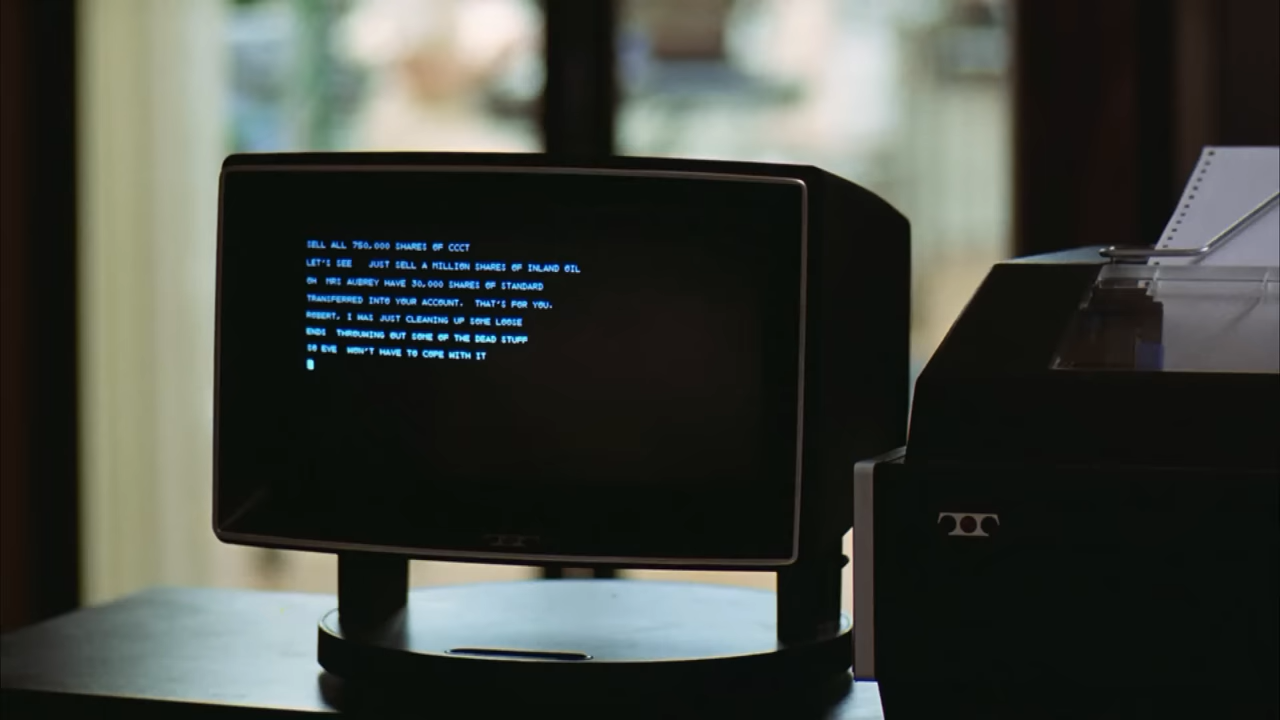 SELL ALL 750,000 SHARES OF CCCT
LET'S SEE   JUST SELL A MILLION SHARES OF INLAND OIL
OH  MRS AUBREY HAVE 30,000 SHARES OF STANDARD
TRANSFERRED INTO YOUR ACCOUNT.  THAT'S FOR YOU.
ROBERT, I WAS JUST CLEANING UP SOME LOOSE
ENDS  THROUWING OUT SOME OF THE DEAD STUFF
SO EVE  WON'T HAVE TO COPE WITH IT